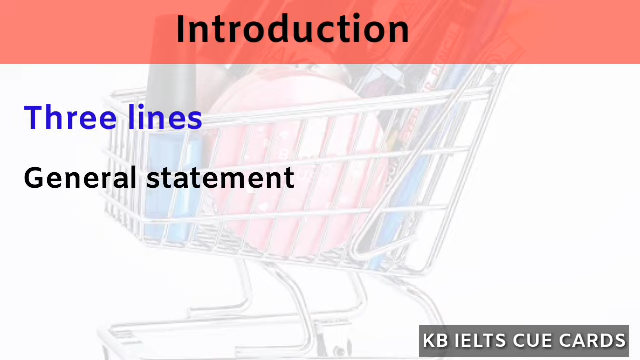 Introduction
Three lines
General statement
KB IELTS CUE CARDS